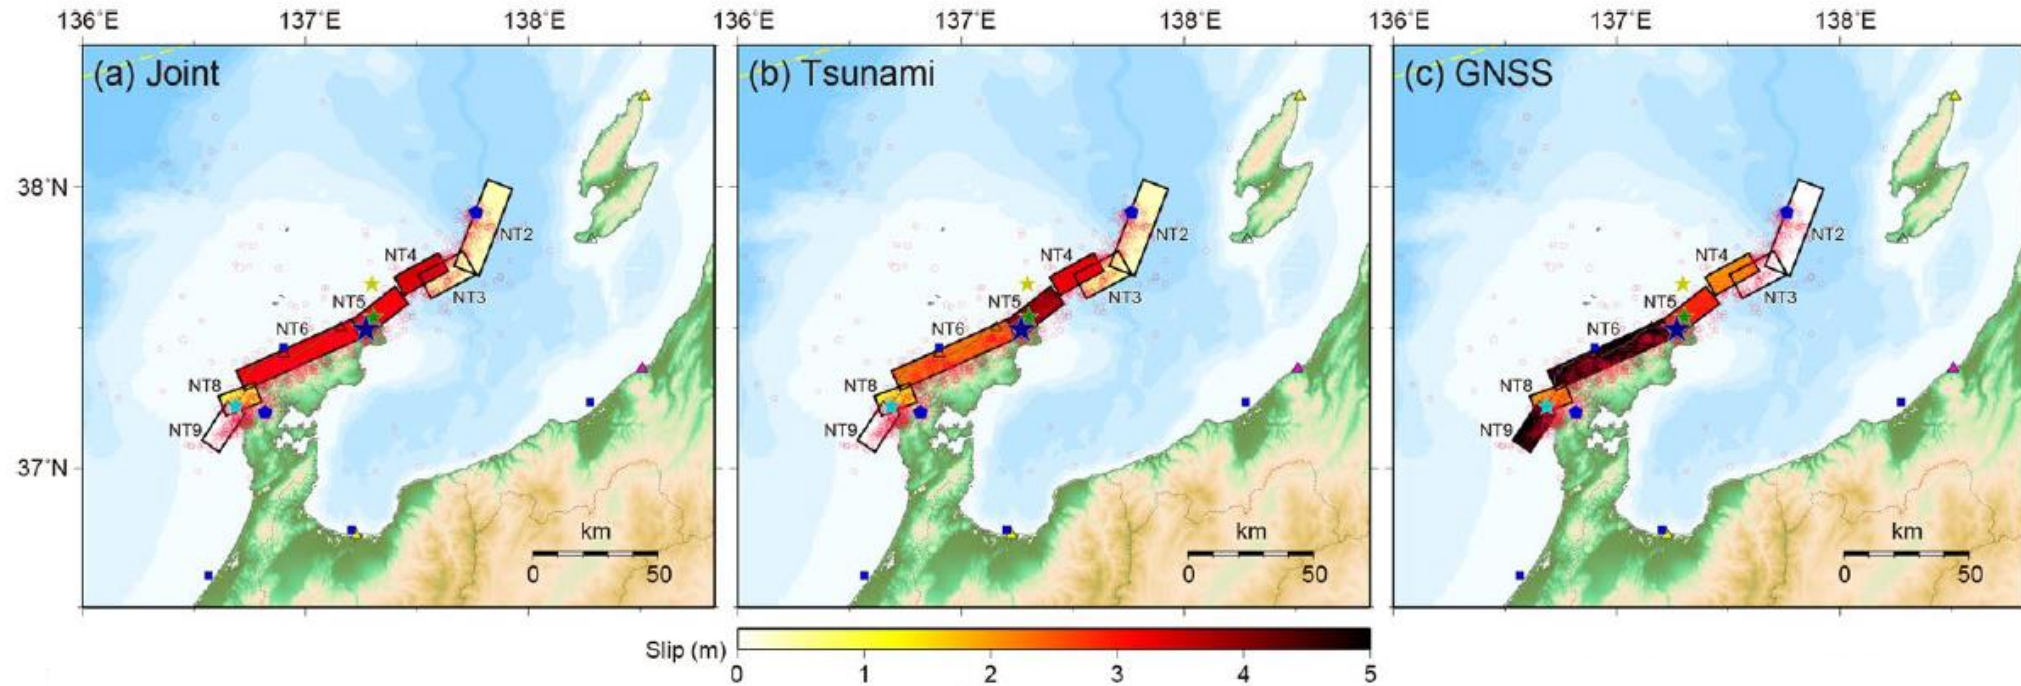 136°E 137°E 138°E 136°E 137°E 138°E 136°E 137°E 138°E
(a) Joint (b) Tsunami (c) GNSS
38°N
NT2 NT2 NT2
NT4 NT4 NT4
NT3 NT3 NT3
NT5 NT5 NT5
NT6 NT6 NT6
NT8 NT8 NT8
NT9 NT9 NT9
37°N
km km km
0 50 0 50 0 50
Slip (m)
0 1 2 3 4 5